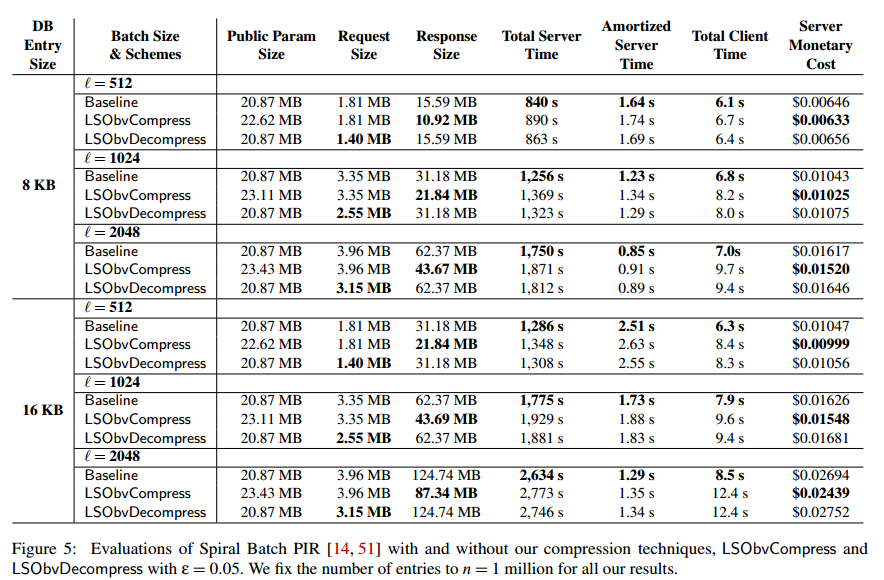 DB Entry Size | Batch Size & Schemes | Public Param Size | Request Size | Response Size | Total Server Time | Amortized Server Time | Total Client Time | Server Monetary Cost
8 KB
ℓ = 512
Baseline 20.87 MB 1.81 MB 15.59 MB 840 s 1.64 s 6.1 s $0.00646
LSObvCompress 22.62 MB 1.81 MB 10.92 MB 890 s 1.74 s 6.7 s $0.00633
LSObvDecompress 20.87 MB 1.40 MB 15.59 MB 863 s 1.69 s 6.4 s $0.00656
ℓ = 1024
Baseline 20.87 MB 3.35 MB 31.18 MB 1,256 s 1.23 s 6.8 s $0.01043
LSObvCompress 23.11 MB 3.35 MB 21.84 MB 1,369 s 1.34 s 8.2 s $0.01025
LSObvDecompress 20.87 MB 2.55 MB 31.18 MB 1,323 s 1.29 s 8.0 s $0.01075
ℓ = 2048
Baseline 20.87 MB 3.96 MB 62.37 MB 1,750 s 0.85 s 7.0s $0.01617
LSObvCompress 23.43 MB 3.96 MB 43.67 MB 1,871 s 0.91 s 9.7 s $0.01520
LSObvDecompress 20.87 MB 3.15 MB 62.37 MB 1,812 s 0.89 s 9.4 s $0.01646
16 KB
ℓ = 512
Baseline 20.87 MB 1.81 MB 31.18 MB 1,286 s 2.51 s 6.3 s $0.01047
LSObvCompress 22.62 MB 1.81 MB 21.84 MB 1,348 s 2.63 s 8.4 s $0.00999
LSObvDecompress 20.87 MB 1.40 MB 31.18 MB 1,308 s 2.55 s 8.3 s $0.01056
ℓ = 1024
Baseline 20.87 MB 3.35 MB 62.37 MB 1,775 s 1.73 s 7.9 s $0.01626
LSObvCompress 23.11 MB 3.35 MB 43.69 MB 1,929 s 1.88 s 9.6 s $0.01548
LSObvDecompress 20.87 MB 2.55 MB 62.37 MB 1,881 s 1.83 s 9.4 s $0.01681
ℓ = 2048
Baseline 20.87 MB 3.96 MB 124.74 MB 2,634 s 1.29 s 8.5 s $0.02694
LSObvCompress 23.43 MB 3.96 MB 87.34 MB 2,773 s 1.35 s 12.4 s $0.02439
LSObvDecompress 20.87 MB 3.15 MB 124.74 MB 2,746 s 1.34 s 12.4 s $0.02752
Figure 5: Evaluations of Spiral Batch PIR [14, 51] with and without our compression techniques, LSObvCompress and
LSObvDecompress with ε = 0.05. We fix the number of entries to n = 1 million for all our results.